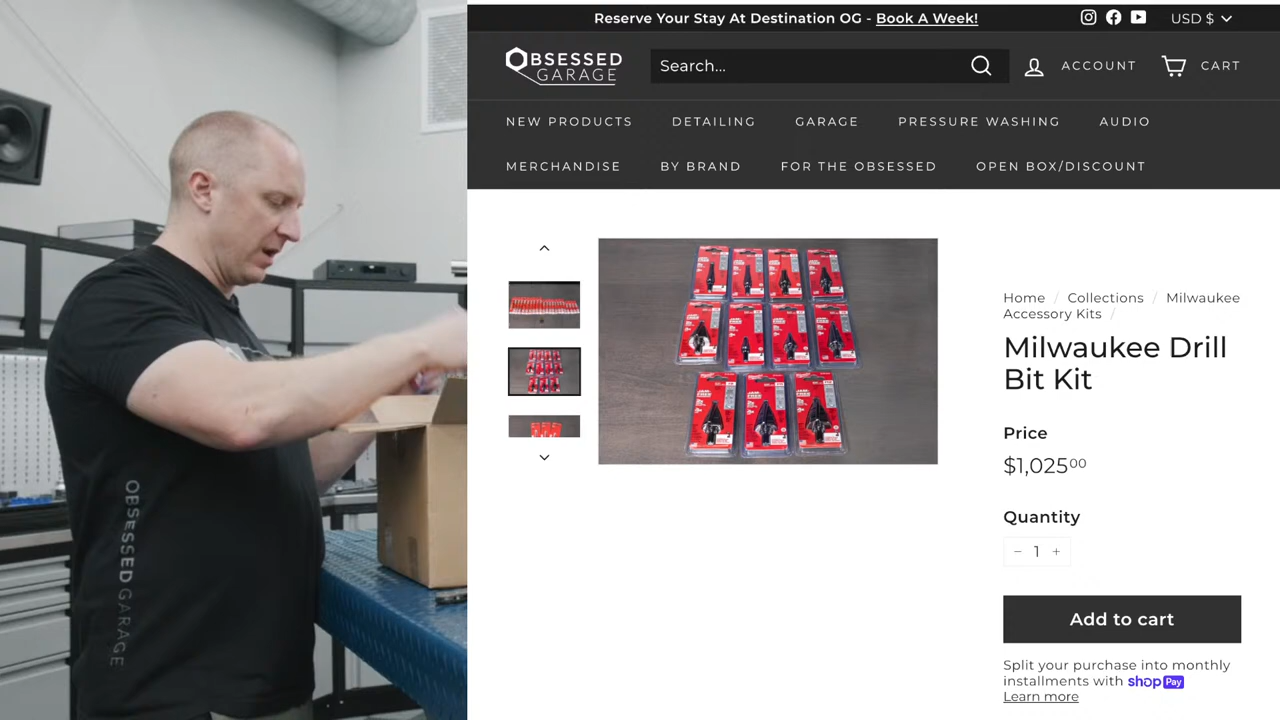 Reserve Your Stay At Destination OG - Book A Week!
USD $
OBSESSED
GARAGE
Search...
ACCOUNT
CART
NEW PRODUCTS
DETAILING
GARAGE
PRESSURE WASHING
AUDIO
MERCHANDISE
BY BRAND
FOR THE OBSESSED
OPEN BOX/DISCOUNT
Home / Collections / Milwaukee
Accessory Kits /
Milwaukee Drill
Bit Kit
Price
$1,02500
Quantity
− 1 +
Add to cart
Split your purchase into monthly
installments with shop Pay
Learn more
OBSESSED GARAGE